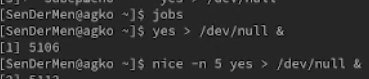 [SenDerMen@agko ~]$ jobs
[SenDerMen@agko ~]$ yes > /dev/null &
[1] 5106
[SenDerMen@agko ~]$ nice -n 5 yes > /dev/null &